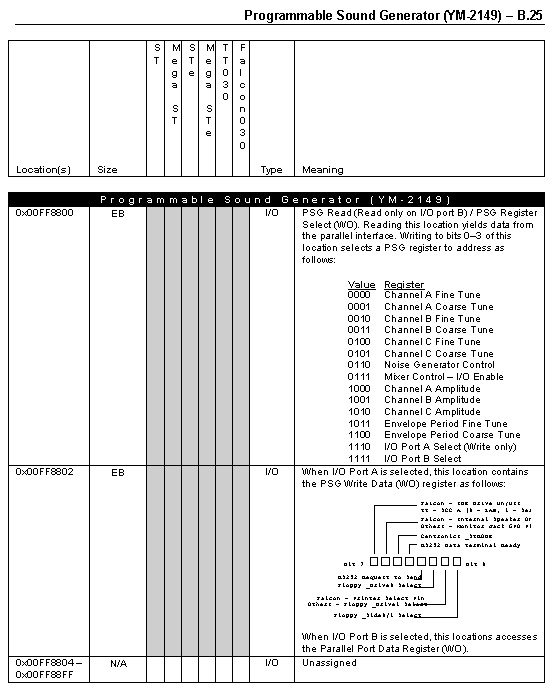 Programmable Sound Generator (YM-2149) – B.25
Location(s) Size ST Mega ST STe Mega STe TT030 Falcon030 Type Meaning
Programmable Sound Generator (YM-2149)
0x00FF8800 EB I/O PSG Read (Read only on I/O port B) / PSG Register
Select (WO). Reading this location yields data from
the parallel interface. Writing to bits 0–3 of this
location selects a PSG register to address as
follows:
Value Register
0000 Channel A Fine Tune
0001 Channel A Coarse Tune
0010 Channel B Fine Tune
0011 Channel B Coarse Tune
0100 Channel C Fine Tune
0101 Channel C Coarse Tune
0110 Noise Generator Control
0111 Mixer Control – I/O Enable
1000 Channel A Amplitude
1001 Channel B Amplitude
1010 Channel C Amplitude
1011 Envelope Period Fine Tune
1100 Envelope Period Coarse Tune
1110 I/O Port A Select (Write only)
1111 I/O Port B Select
0x00FF8802 EB I/O When I/O Port A is selected, this location contains
the PSG Write Data (WO) register as follows:
Falcon – IDE Drive On/Off
TT – SCC A (0 – LAN, 1 –
Falcon – Internal Speaker
Others – Monitor Jack GPO
Centronics _STROBE
RS232 Data Terminal Ready
Bit 7 Bit 0
RS232 Request to Send
Floppy _Drive0 Select
Falcon – Printer Select Pin
Others – Floppy _Drive1 Select
Floppy _Side0/1 Select
When I/O Port B is selected, this locations accesses
the Parallel Port Data Register (WO).
0x00FF8804 – N/A I/O Unassigned
0x00FF88FF